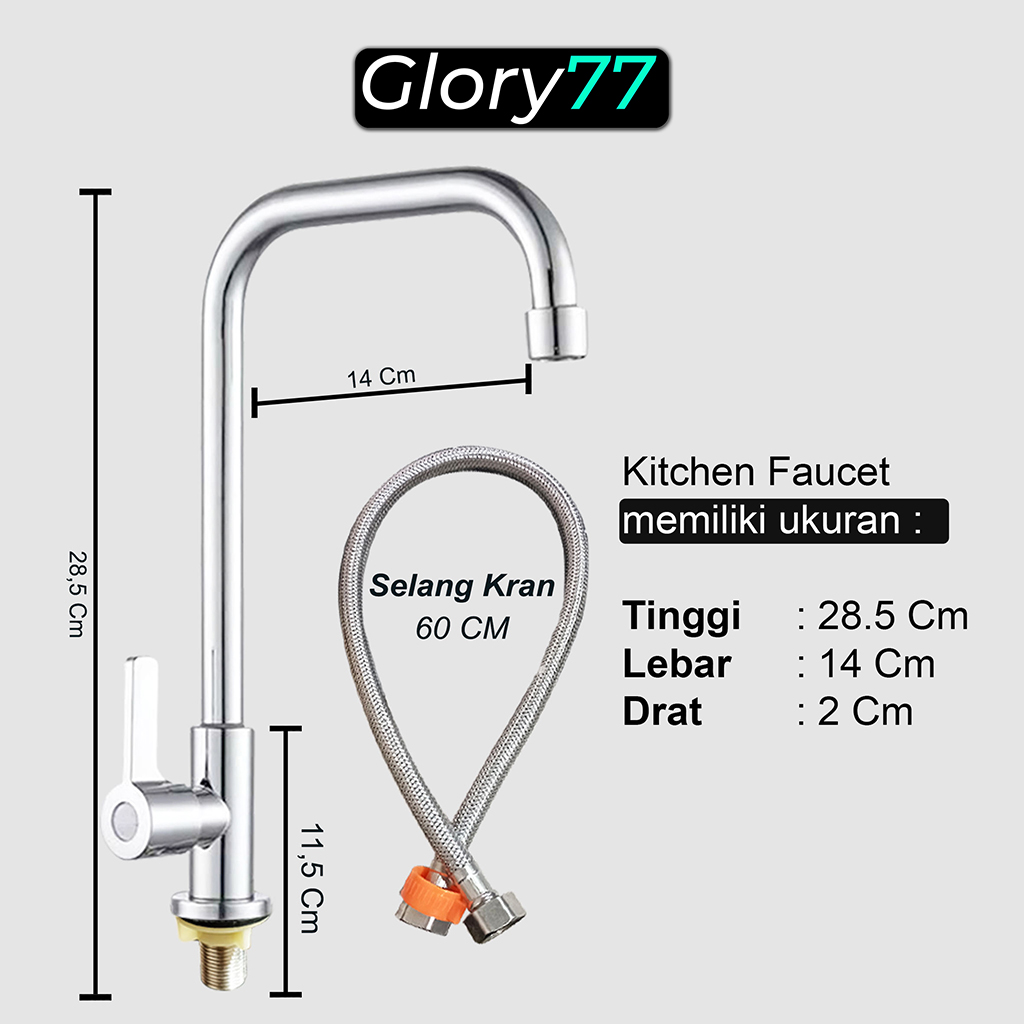 Glory77
14 Cm
28,5 Cm
Selang Kran
60 CM
11,5 Cm
Kitchen Faucet
memiliki ukuran :
Tinggi : 28.5 Cm
Lebar : 14 Cm
Drat : 2 Cm